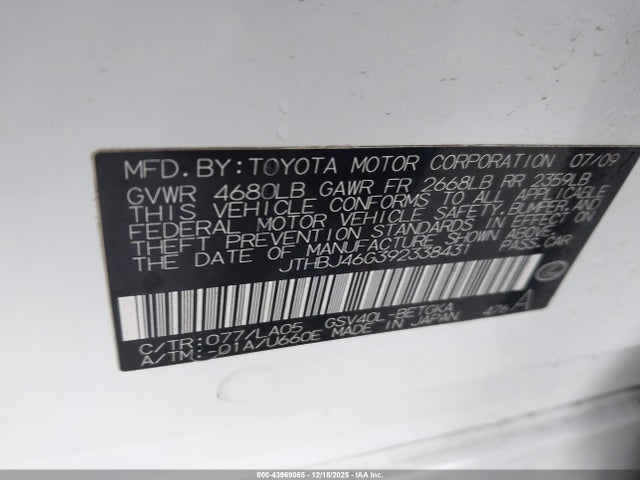 MFD. BY: TOYOTA MOTOR CORPORATION 07/09
GVWR 4680LB GAWR FR 2668LB RR 2359LB
THIS VEHICLE CONFORMS TO ALL APPLICABLE
FEDERAL MOTOR VEHICLE SAFETY, BUMPER, AND
THEFT PREVENTION STANDARDS IN EFFECT ON
THE DATE OF MANUFACTURE SHOWN ABOVE.
JTHBJ46G392338431 PASS. CAR
C/TR: 077/LA05 GSV40L-BETGKA
A/TM: -01A/U660E MADE IN JAPAN 476 A
000-43969065 | 12/18/2025 - IAA Inc.